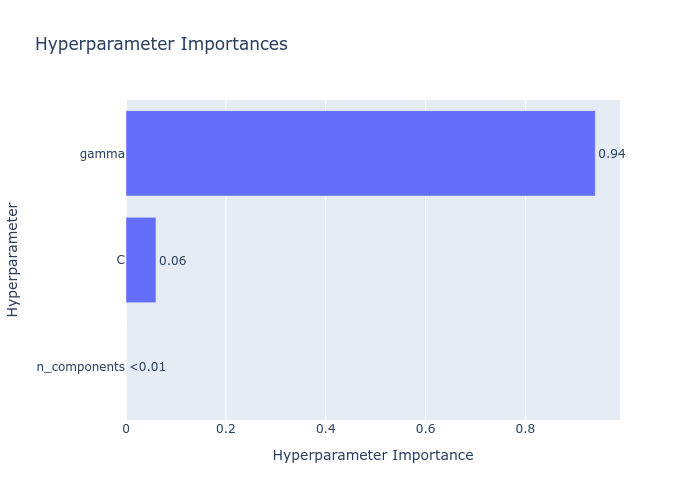 Hyperparameter Importances
Hyperparameter
gamma
0.94
C
0.06
n_components
<0.01
0
0.2
0.4
0.6
0.8
Hyperparameter Importance